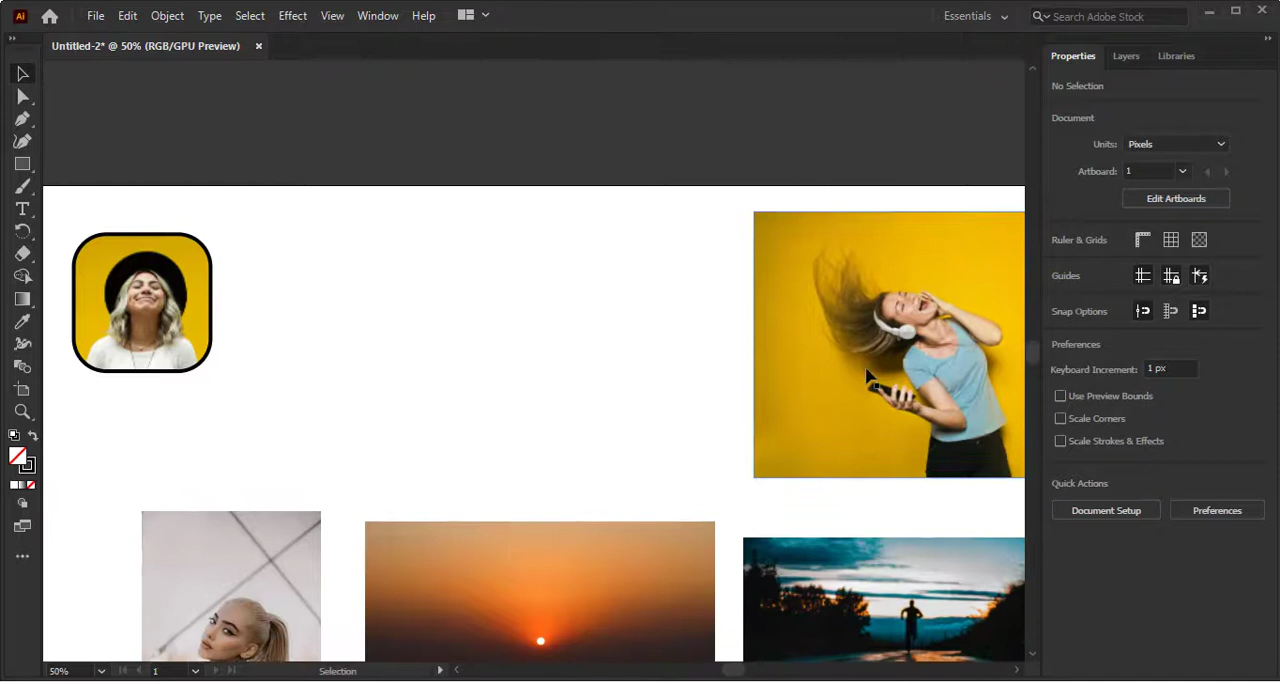 Ai File Edit Object Type Select Effect View Window Help Essentials Search Adobe Stock
Untitled-2* @ 50% (RGB/GPU Preview)
Properties Layers Libraries
No Selection
Document
Units: Pixels
Artboard: 1
Edit Artboards
Ruler & Grids
Guides
Snap Options
Preferences
Keyboard Increment: 1 px
Use Preview Bounds
Scale Corners
Scale Strokes & Effects
Quick Actions
Document Setup Preferences
50% 1 Selection